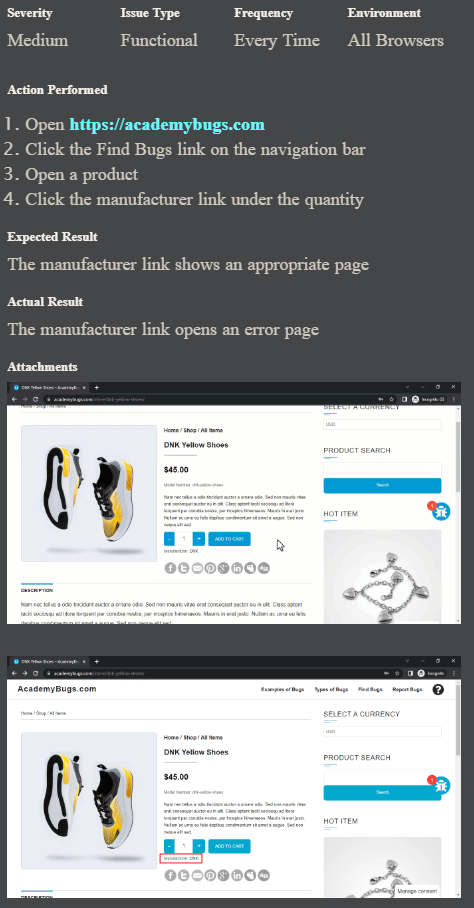 Severity Issue Type Frequency Environment
Medium Functional Every Time All Browsers
Action Performed
1. Open https://academybugs.com
2. Click the Find Bugs link on the navigation bar
3. Open a product
4. Click the manufacturer link under the quantity
Expected Result
The manufacturer link shows an appropriate page
Actual Result
The manufacturer link opens an error page
Attachments
DNK Yellow Shoes – AcademyBu
academybugs.com/store/dnk-yellow-shoes/
Incognito
Home / Shop / All Items
SELECT A CURRENCY
USD
Home / Shop / All Items
DNK Yellow Shoes
$45.00
Model Number: dnk-yellow-shoes
Nam nec tellus a odio tincidunt auctor a ornare odio. Sed non mauris vitae
erat consequat auctor eu in elit. Class aptent taciti sociosqu ad litora
torquent per conubia nostra, per inceptos himenaeos. Mauris in erat justo.
Nullam ac urna eu felis dapibus condimentum sit amet a augue. Sed non
neque elit sed.
- 1 + ADD TO CART
Manufacturer: DNK
PRODUCT SEARCH
Search
1
HOT ITEM
DESCRIPTION
Nam nec tellus a odio tincidunt auctor a ornare odio. Sed non mauris vitae erat consequat auctor eu in elit. Class aptent
taciti sociosqu ad litora torquent per conubia nostra, per inceptos himenaeos. Mauris in erat justo. Nullam ac urna eu felis
dapibus condimentum sit amet a augue. Sed non neque elit sed.
DNK Yellow Shoes – AcademyBu
academybugs.com/store/dnk-yellow-shoes/
Incognito
AcademyBugs.com
Examples of Bugs Types of Bugs Find Bugs Report Bugs ?
Home / Shop / All Items
SELECT A CURRENCY
USD
Home / Shop / All Items
DNK Yellow Shoes
$45.00
Model Number: dnk-yellow-shoes
Nam nec tellus a odio tincidunt auctor a ornare odio. Sed non mauris vitae
erat consequat auctor eu in elit. Class aptent taciti sociosqu ad litora
torquent per conubia nostra, per inceptos himenaeos. Mauris in erat justo.
Nullam ac urna eu felis dapibus condimentum sit amet a augue. Sed non
neque elit sed.
- 1 + ADD TO CART
Manufacturer: DNK
PRODUCT SEARCH
Search
1
HOT ITEM
Manage consent
DESCRIPTION